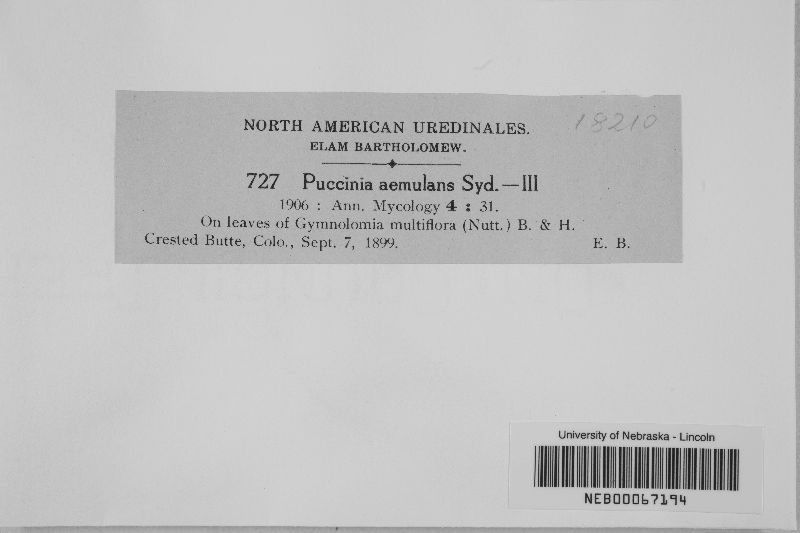 18210
NORTH AMERICAN UREDINALES.
ELAM BARTHOLOMEW.
727 Puccinia aemulans Syd.—III
1906 : Ann. Mycology 4 : 31.
On leaves of Gymnolomia multiflora (Nutt.) B. & H.
Crested Butte, Colo., Sept. 7, 1899. E. B.
University of Nebraska - Lincoln
NEB00067194